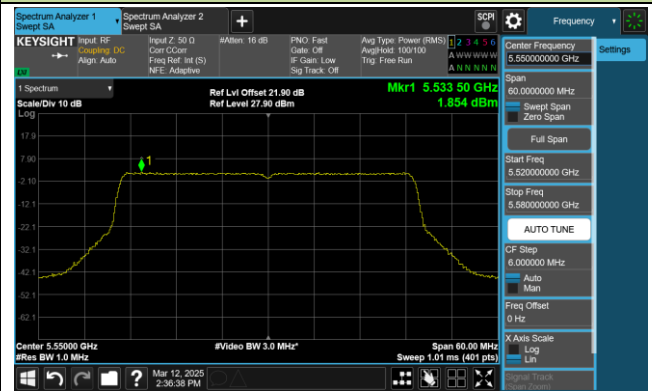 Spectrum Analyzer 1
Swept SA
Spectrum Analyzer 2
Swept SA
+
SCPI
Frequency
KEYSIGHT
Input: RF
Coupling: DC
Align: Auto
Input Z: 50 Ω
Corr CCorr
Freq Ref: Int (S)
NFE: Adaptive
#Atten: 16 dB
PNO: Fast
Gate: Off
IF Gain: Low
Sig Track: Off
Avg Type: Power (RMS)
Avg|Hold: 100/100
Trig: Free Run
1 2 3 4 5 6
A W W W W W
A N N N N N
1 Spectrum
Scale/Div 10 dB
Log
Ref Lvl Offset 21.90 dB
Ref Level 27.90 dBm
Mkr1 5.533 50 GHz
1.854 dBm
17.9
7.90
-2.10
-12.1
-22.1
-32.1
-42.1
-52.1
-62.1
1
Center 5.55000 GHz
#Res BW 1.0 MHz
#Video BW 3.0 MHz*
Span 60.00 MHz
Sweep 1.01 ms (401 pts)
Mar 12, 2025
2:36:38 PM
Center Frequency
5.550000000 GHz
Settings
Span
60.0000000 MHz
Swept Span
Zero Span
Full Span
Start Freq
5.520000000 GHz
Stop Freq
5.580000000 GHz
AUTO TUNE
CF Step
6.000000 MHz
Auto
Man
Freq Offset
0 Hz
X Axis Scale
Log
Lin
Signal Track
(Span Zoom)